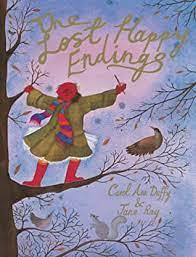 The
Lost Happy
Endings
Carol Ann Duffy
&
Jane Ray